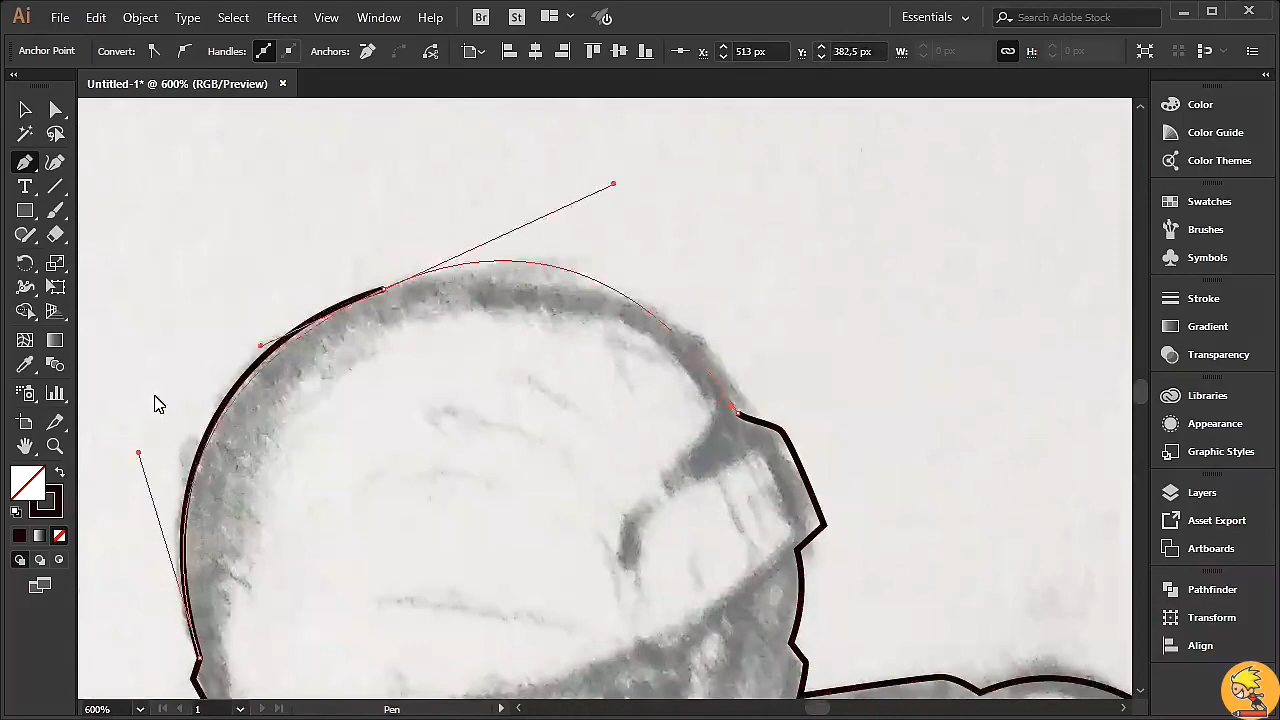 Ai File Edit Object Type Select Effect View Window Help Br St Essentials Search Adobe Stock
Anchor Point Convert: Handles: Anchors: X: 513 px Y: 382,5 px W: 0 px H: 0 px
Untitled-1* @ 600% (RGB/Preview)
Color
Color Guide
Color Themes
Swatches
Brushes
Symbols
Stroke
Gradient
Transparency
Libraries
Appearance
Graphic Styles
Layers
Asset Export
Artboards
Pathfinder
Transform
Align
600% 1 Pen